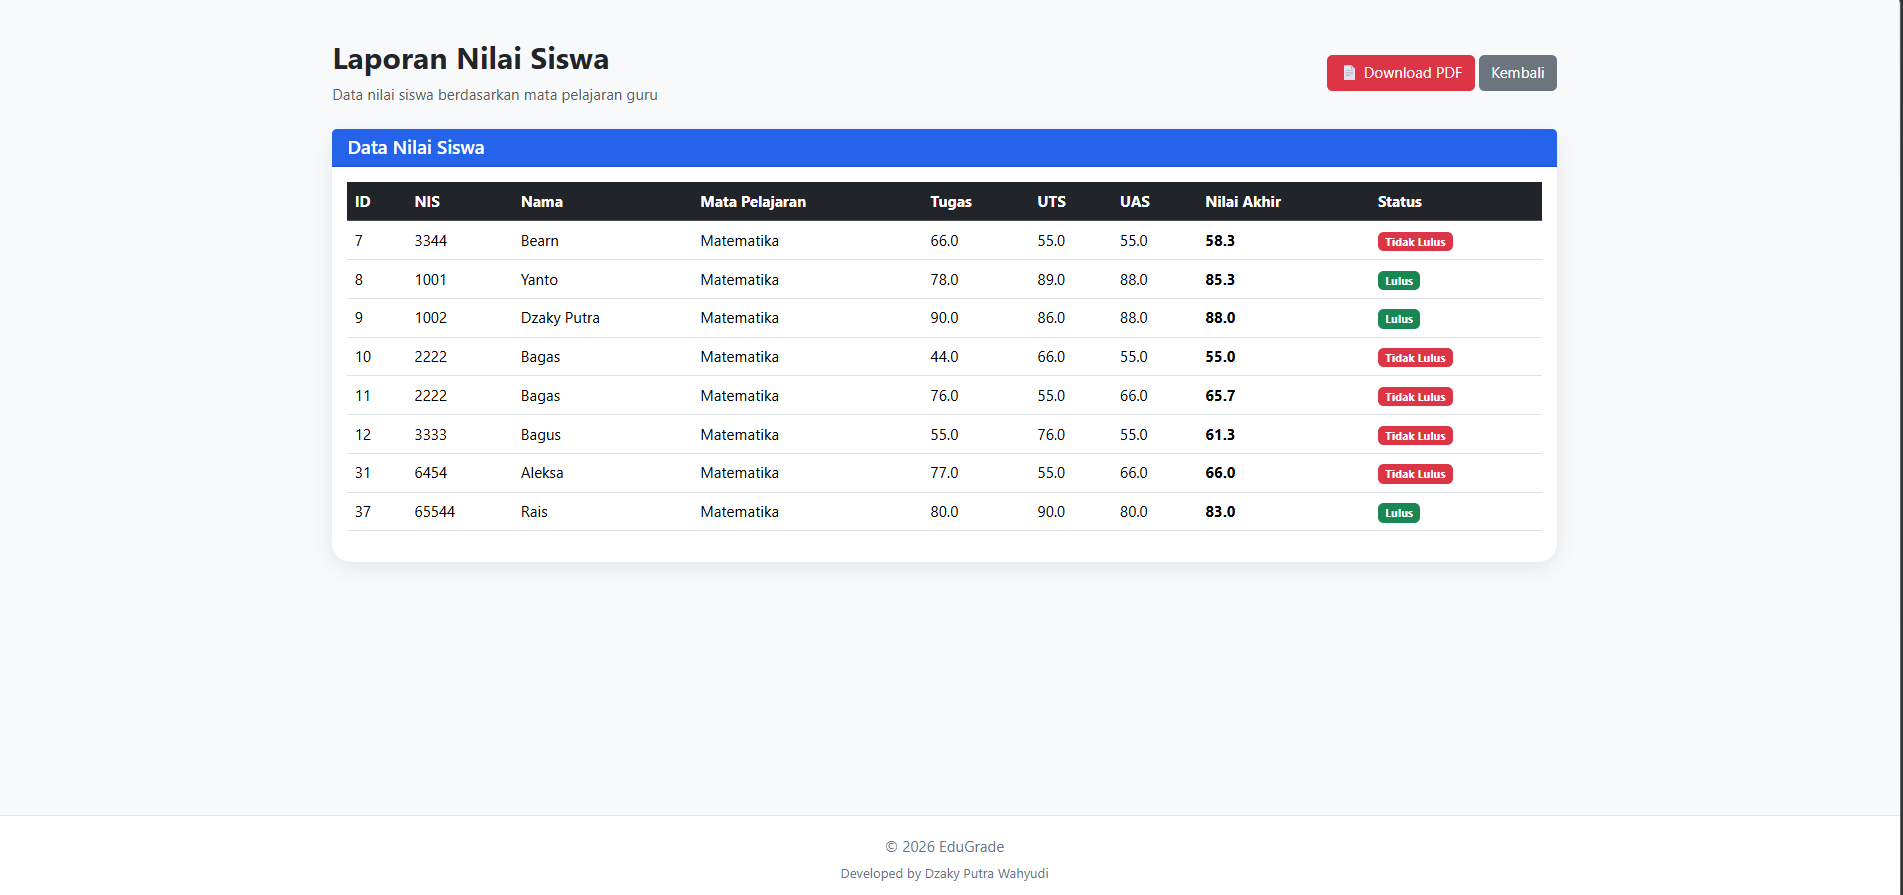 Laporan Nilai Siswa
Data nilai siswa berdasarkan mata pelajaran guru
Download PDF Kembali
Data Nilai Siswa
ID NIS Nama Mata Pelajaran Tugas UTS UAS Nilai Akhir Status
7 3344 Bearn Matematika 66.0 55.0 55.0 58.3 Tidak Lulus
8 1001 Yanto Matematika 78.0 89.0 88.0 85.3 Lulus
9 1002 Dzaky Putra Matematika 90.0 86.0 88.0 88.0 Lulus
10 2222 Bagas Matematika 44.0 66.0 55.0 55.0 Tidak Lulus
11 2222 Bagas Matematika 76.0 55.0 66.0 65.7 Tidak Lulus
12 3333 Bagus Matematika 55.0 76.0 55.0 61.3 Tidak Lulus
31 6454 Aleksa Matematika 77.0 55.0 66.0 66.0 Tidak Lulus
37 65544 Rais Matematika 80.0 90.0 80.0 83.0 Lulus
© 2026 EduGrade
Developed by Dzaky Putra Wahyudi